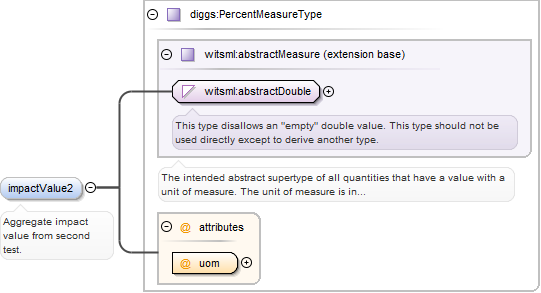 diggs:PercentMeasureType
witsml:abstractMeasure (extension base)
witsml:abstractDouble
This type disallows an "empty" double value. This type should not be
used directly except to derive another type.
The intended abstract supertype of all quantities that have a value with a
unit of measure. The unit of measure is in...
impactValue2
Aggregate impact
value from second
test.
@ attributes
@ uom